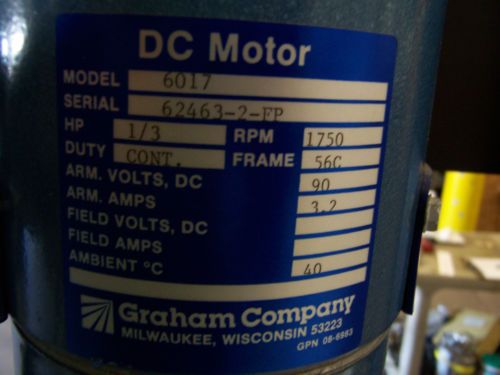 DC Motor
MODEL 6017
SERIAL 62463-2-FP
HP 1/3 RPM 1750
DUTY CONT. FRAME 56C
ARM. VOLTS, DC 90
ARM. AMPS 3.2
FIELD VOLTS, DC
FIELD AMPS
AMBIENT °C 40
Graham Company
MILWAUKEE, WISCONSIN 53223
GPN 08-6983